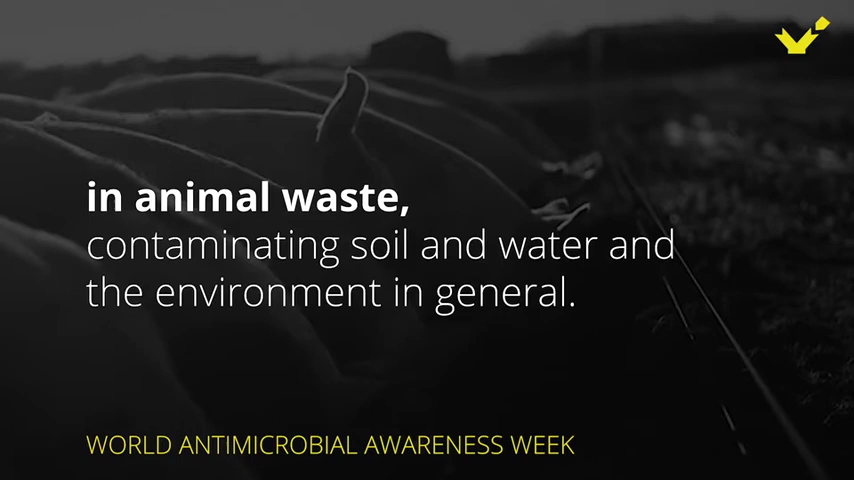 in animal waste,
contaminating soil and water and
the environment in general.
WORLD ANTIMICROBIAL AWARENESS WEEK